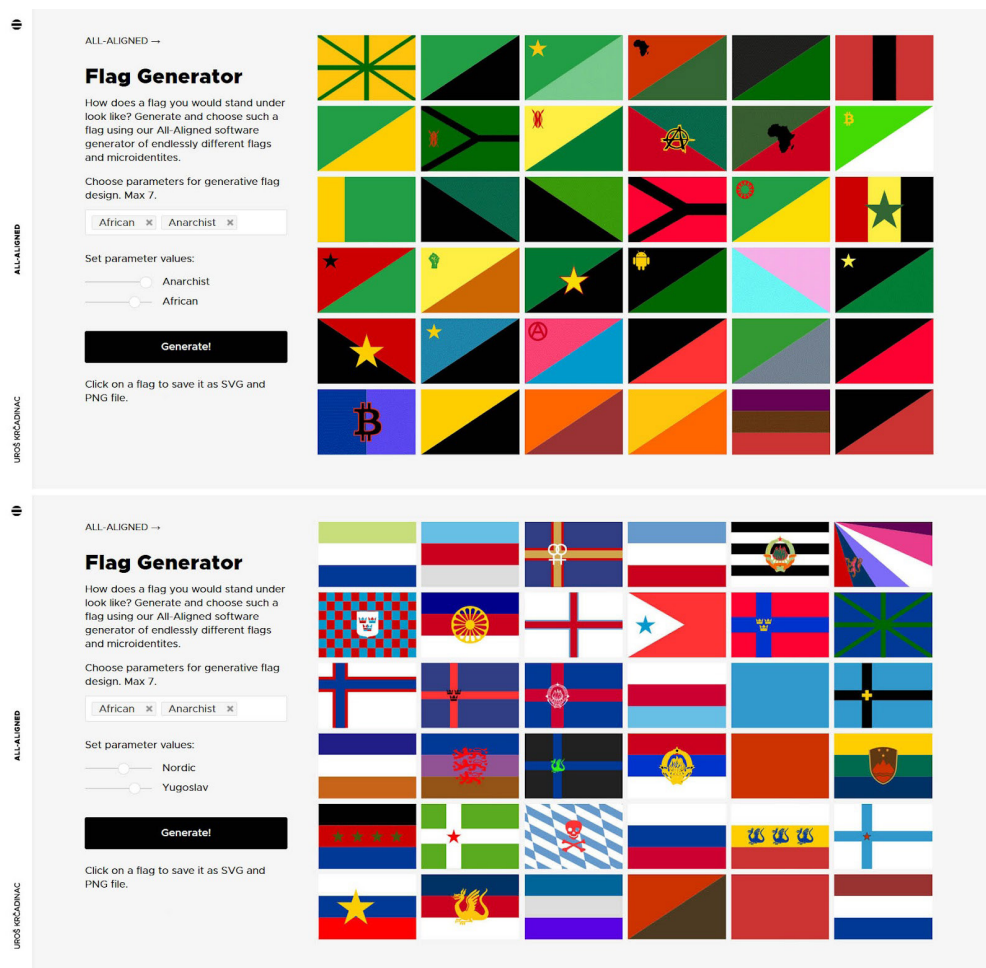 ALL-ALIGNED →
Flag Generator
How does a flag you would stand under
look like? Generate and choose such a
flag using our All-Aligned software
generator of endlessly different flags
and microidentites.
Choose parameters for generative flag
design. Max 7.
African × Anarchist ×
Set parameter values:
Anarchist
African
Generate!
Click on a flag to save it as SVG and
PNG file.
ALL-ALIGNED
UROŠ KRČADINAC
ALL-ALIGNED →
Flag Generator
How does a flag you would stand under
look like? Generate and choose such a
flag using our All-Aligned software
generator of endlessly different flags
and microidentites.
Choose parameters for generative flag
design. Max 7.
African × Anarchist ×
Set parameter values:
Nordic
Yugoslav
Generate!
Click on a flag to save it as SVG and
PNG file.
ALL-ALIGNED
UROŠ KRČADINAC